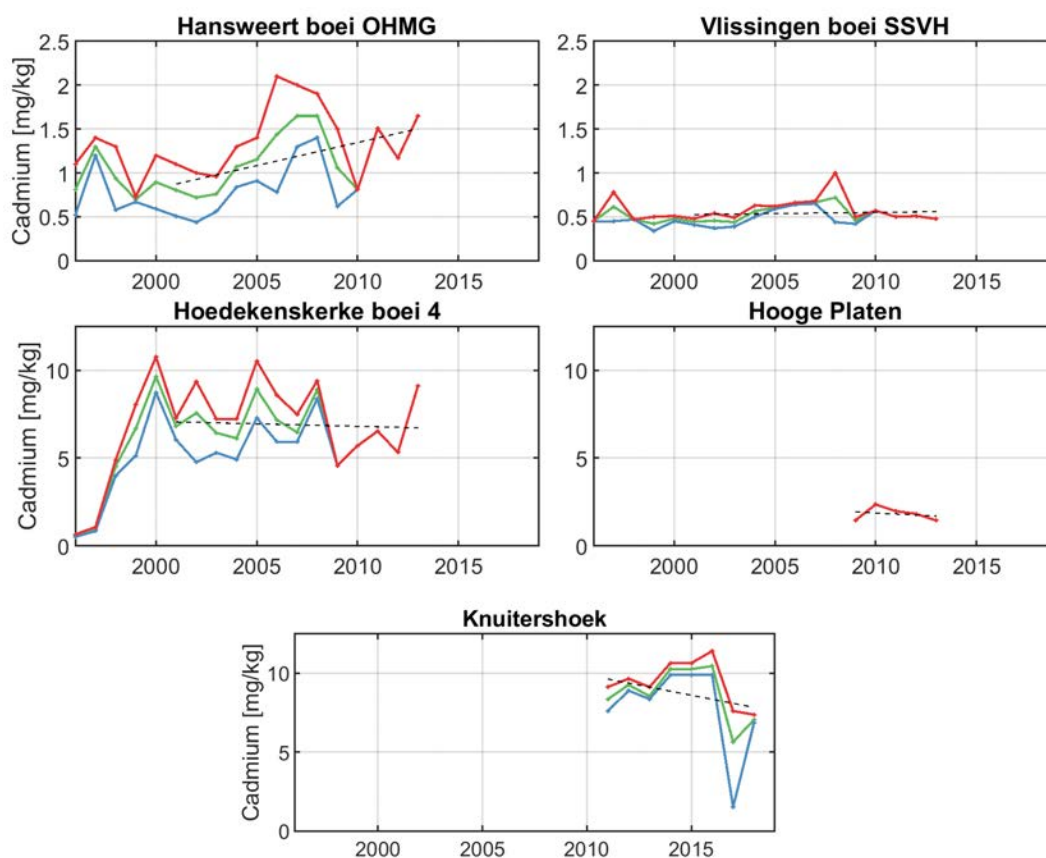 Hansweert boei OHMG
Vlissingen boei SSVH
2.5
2
1.5
1
0.5
0
Cadmium [mg/kg]
2000 2005 2010 2015
2.5
2
1.5
1
0.5
0
2000 2005 2010 2015
Hoedekenskerke boei 4
Hooge Platen
10
5
0
Cadmium [mg/kg]
2000 2005 2010 2015
10
5
0
2000 2005 2010 2015
Knuitershoek
10
5
0
Cadmium [mg/kg]
2000 2005 2010 2015